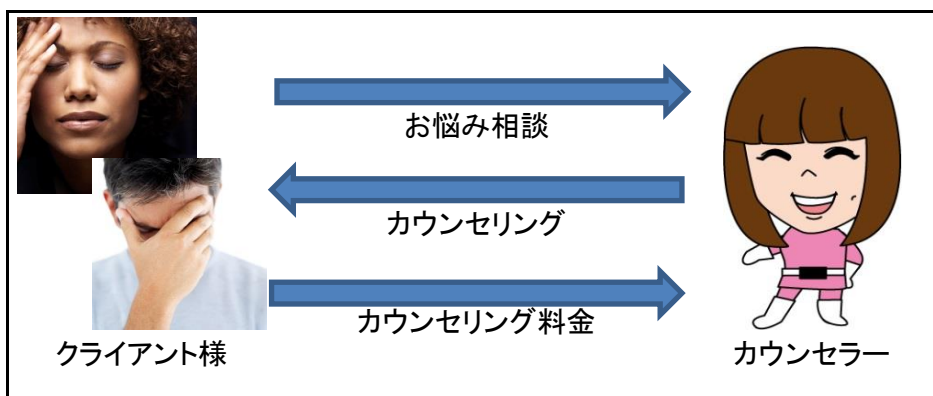 お悩み相談
カウンセリング
カウンセリング料金
クライアント様
カウンセラー